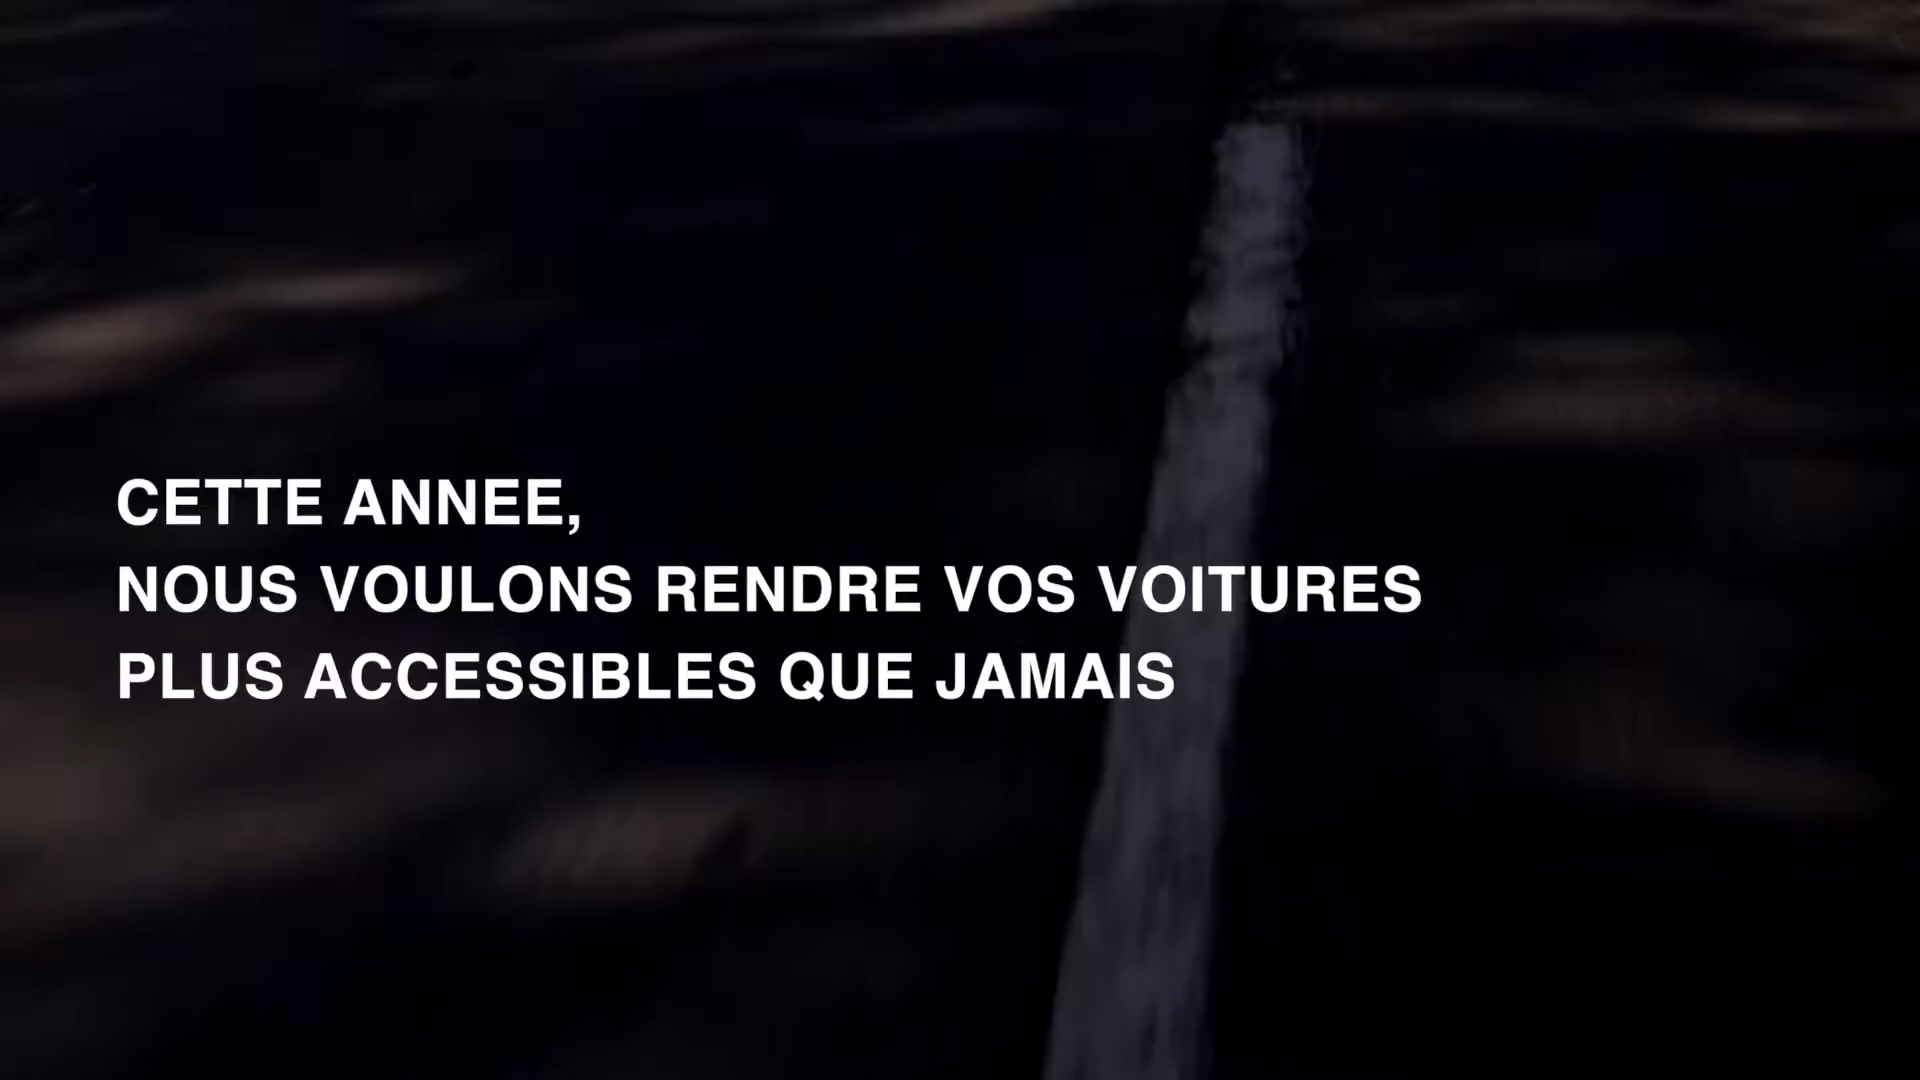 CETTE ANNEE,
NOUS VOULONS RENDRE VOS VOITURES
PLUS ACCESSIBLES QUE JAMAIS